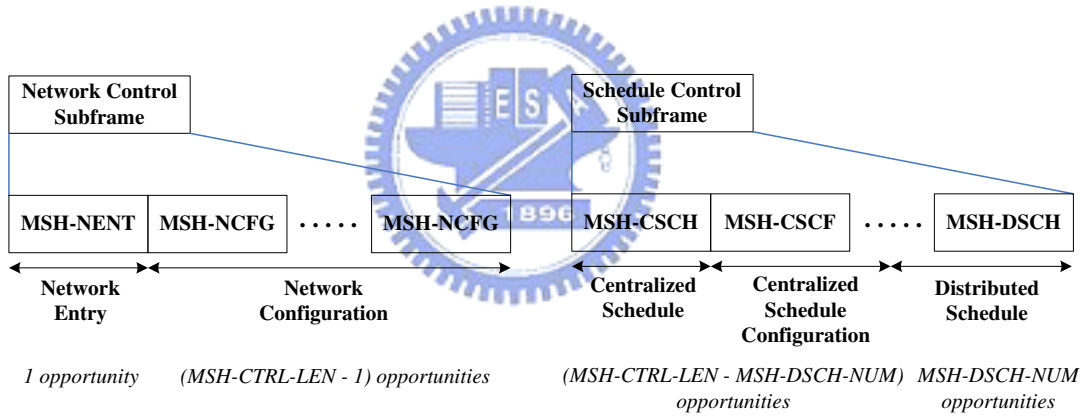 Network Control
Subframe
Schedule Control
Subframe
E S A
MSH-NENT MSH-NCFG ..... MSH-NCFG
MSH-CSCH MSH-CSCF ..... MSH-DSCH
1896
Network
Entry
Network
Configuration
Centralized
Schedule
Centralized
Schedule
Configuration
Distributed
Schedule
1 opportunity
(MSH-CTRL-LEN - 1) opportunities
(MSH-CTRL-LEN - MSH-DSCH-NUM)
opportunities
MSH-DSCH-NUM
opportunities